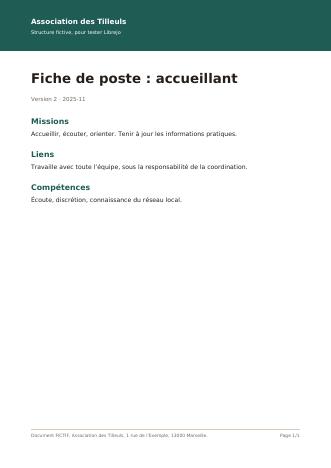 Association des Tilleuls
Structure fictive, pour tester Librejo
Fiche de poste : accueillant
Version 2 - 2025-11
Missions
Accueillir, écouter, orienter. Tenir à jour les informations pratiques.
Liens
Travaille avec toute l'équipe, sous la responsabilité de la coordination.
Compétences
Écoute, discrétion, connaissance du réseau local.
Document FICTIF, Association des Tilleuls, 1 rue de l'Exemple, 13000 Marseille.
Page 1/1